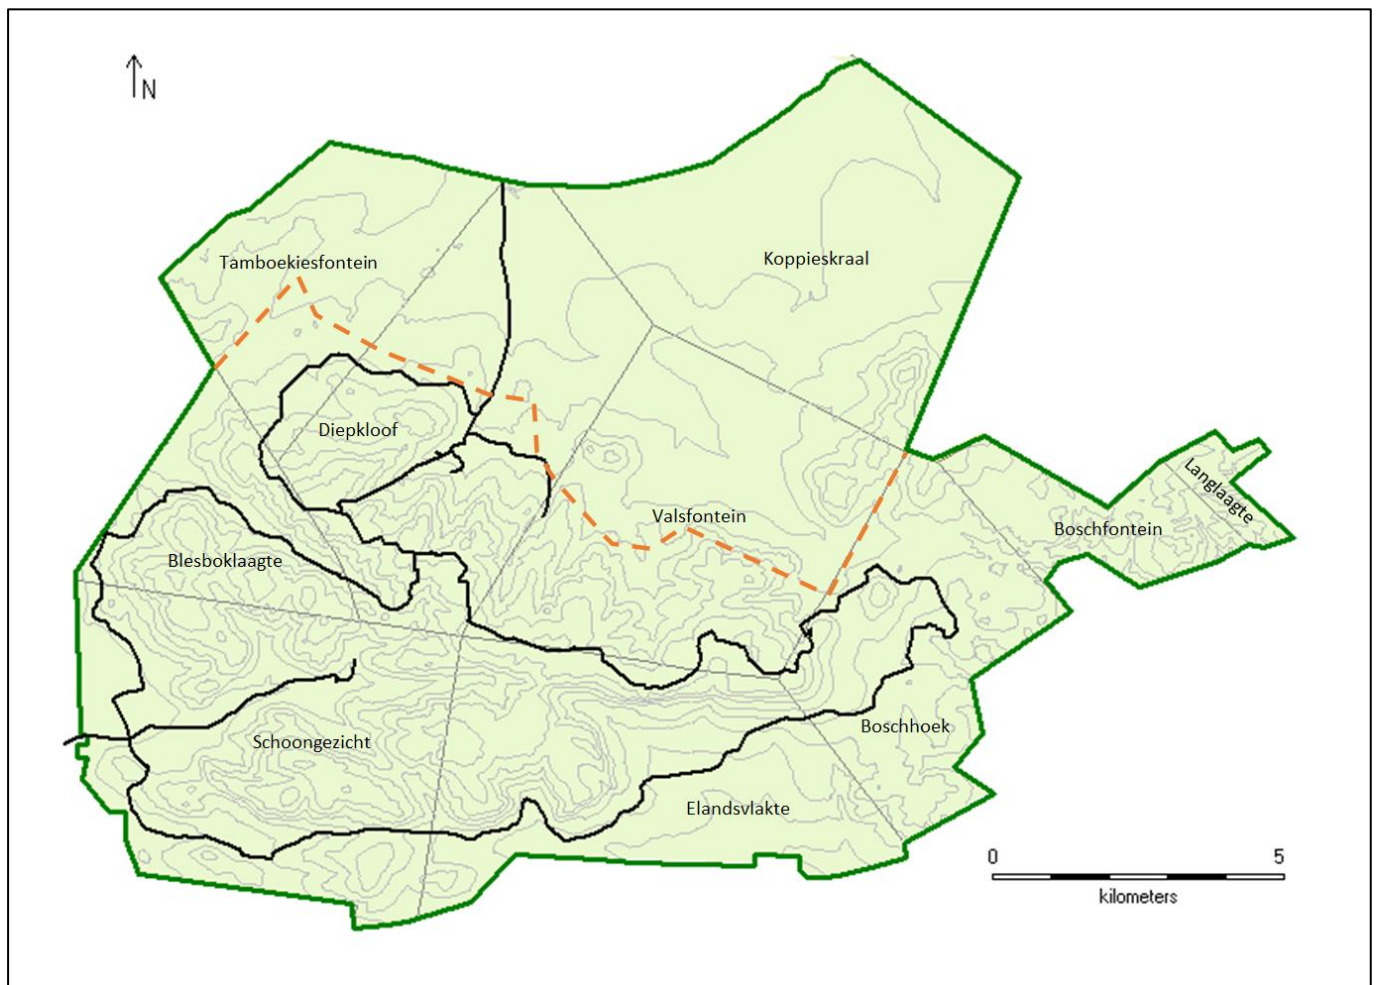 N
Koppieskraal
Tamboekiesfontein
Diepkloof
Langlaagte
Valsfontein
Boschfontein
Blesboklaagte
Boschhoek
Schoongezicht
Elandsvlakte
0 5
kilometers